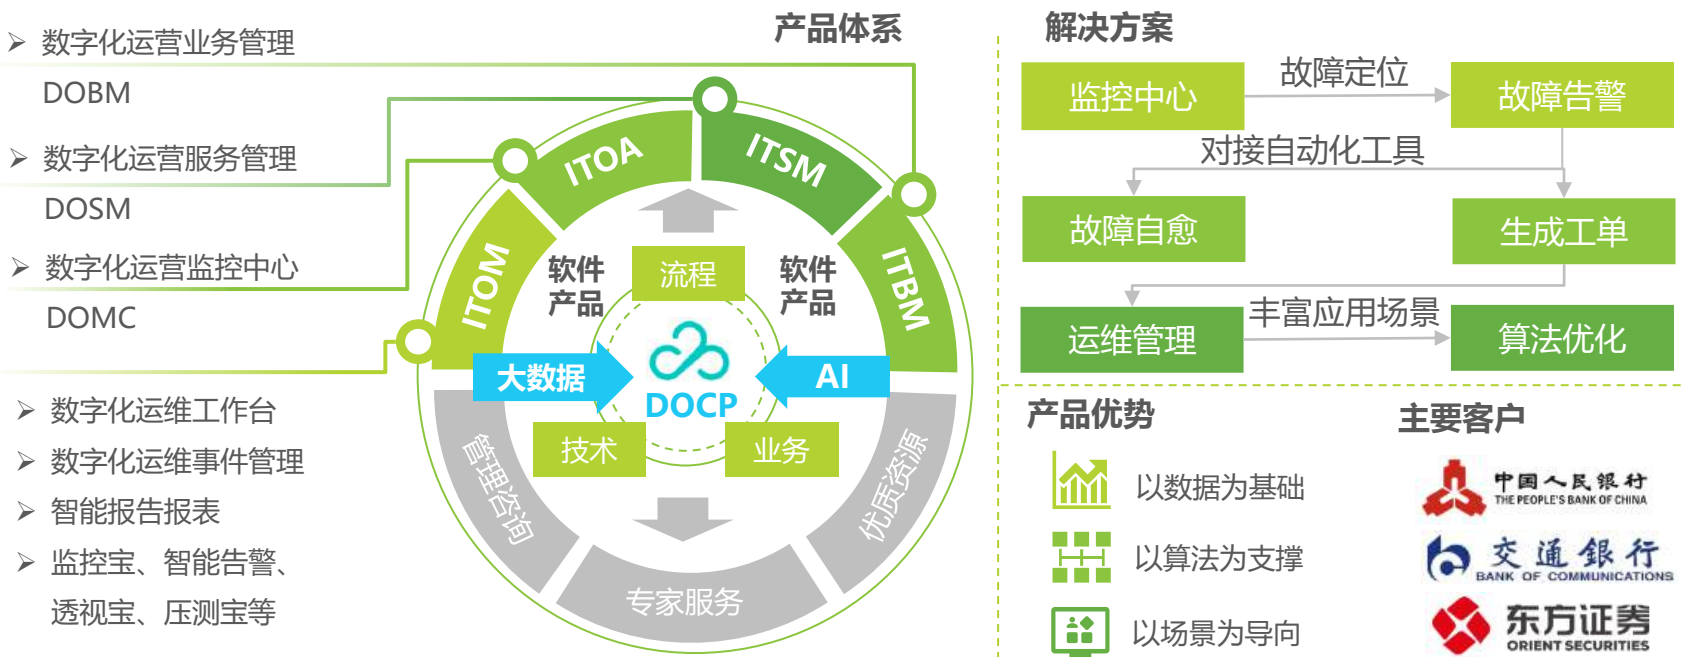 产品体系
数字化运营业务管理
DOBM
数字化运营服务管理
DOSM
数字化运营监控中心
DOMC
数字化运维工作台
数字化运维事件管理
智能报告报表
监控宝、智能告警、
透视宝、压测宝等
ITOM
ITOA
ITSM
ITBM
软件
产品
流程
软件
产品
大数据
DOCP
AI
技术
业务
管理咨询
专家服务
优质资源
解决方案
监控中心
故障定位
故障告警
对接自动化工具
故障自愈
生成工单
运维管理
丰富应用场景
算法优化
产品优势
以数据为基础
以算法为支撑
以场景为导向
主要客户
中国人民银行
THE PEOPLE'S BANK OF CHINA
交通銀行
BANK OF COMMUNICATIONS
东方证券
ORIENT SECURITIES